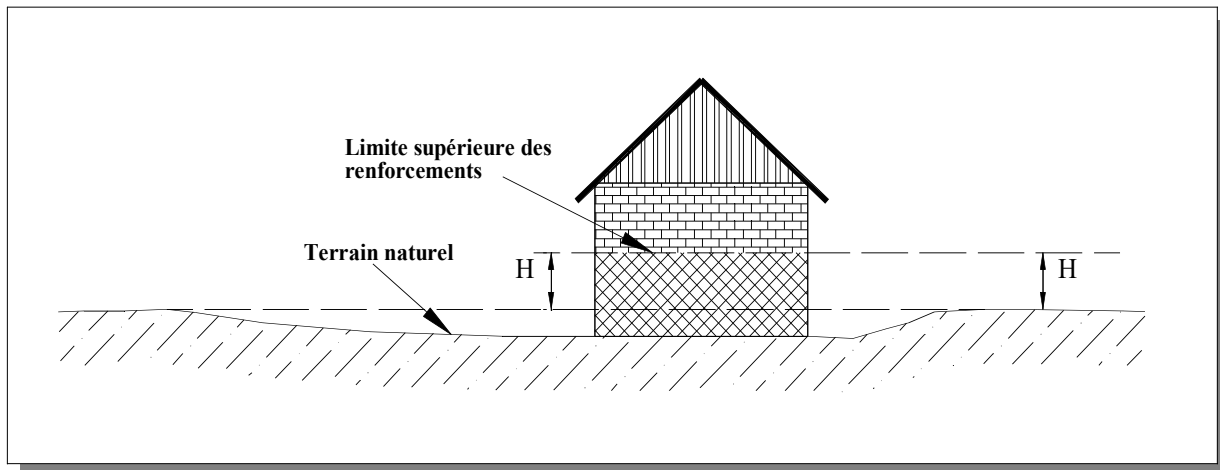 Limite supérieure des
renforcements
Terrain naturel
H
H